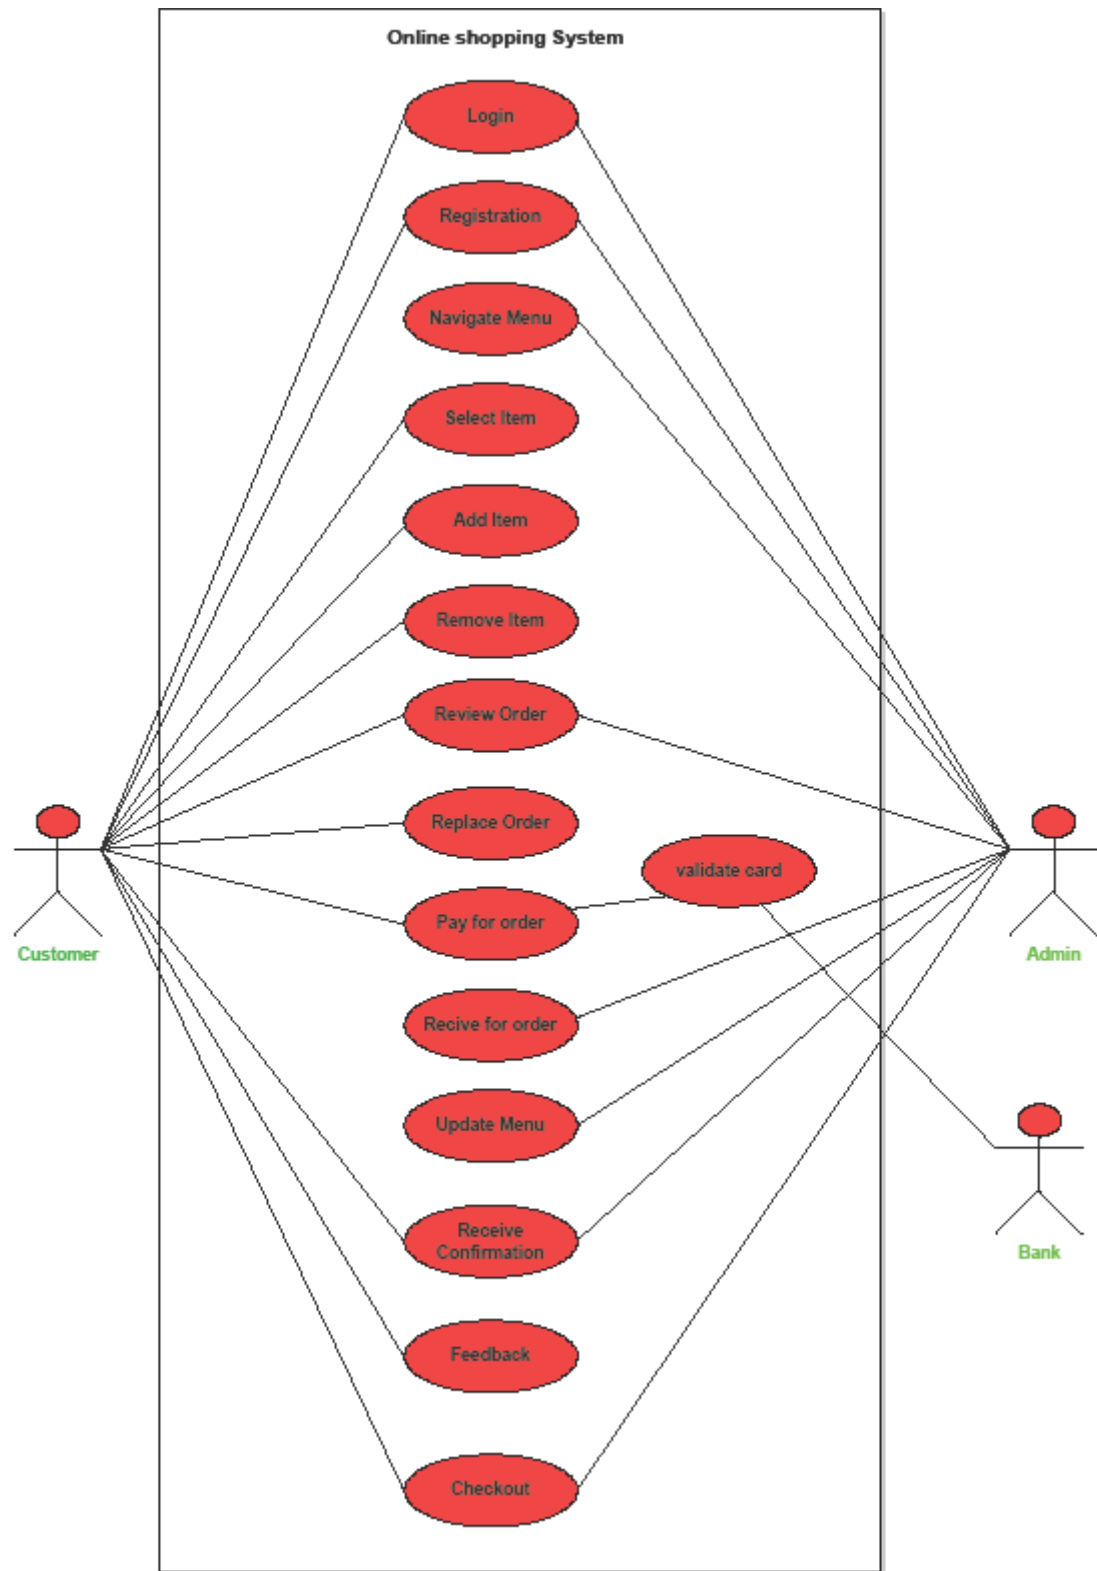 Online shopping System
Login
Registration
Navigate Menu
Select Item
Add Item
Remove Item
Review Order
Replace Order
validate card
Pay for order
Customer
Admin
Recive for order
Update Menu
Receive
Confirmation
Bank
Feedback
Checkout